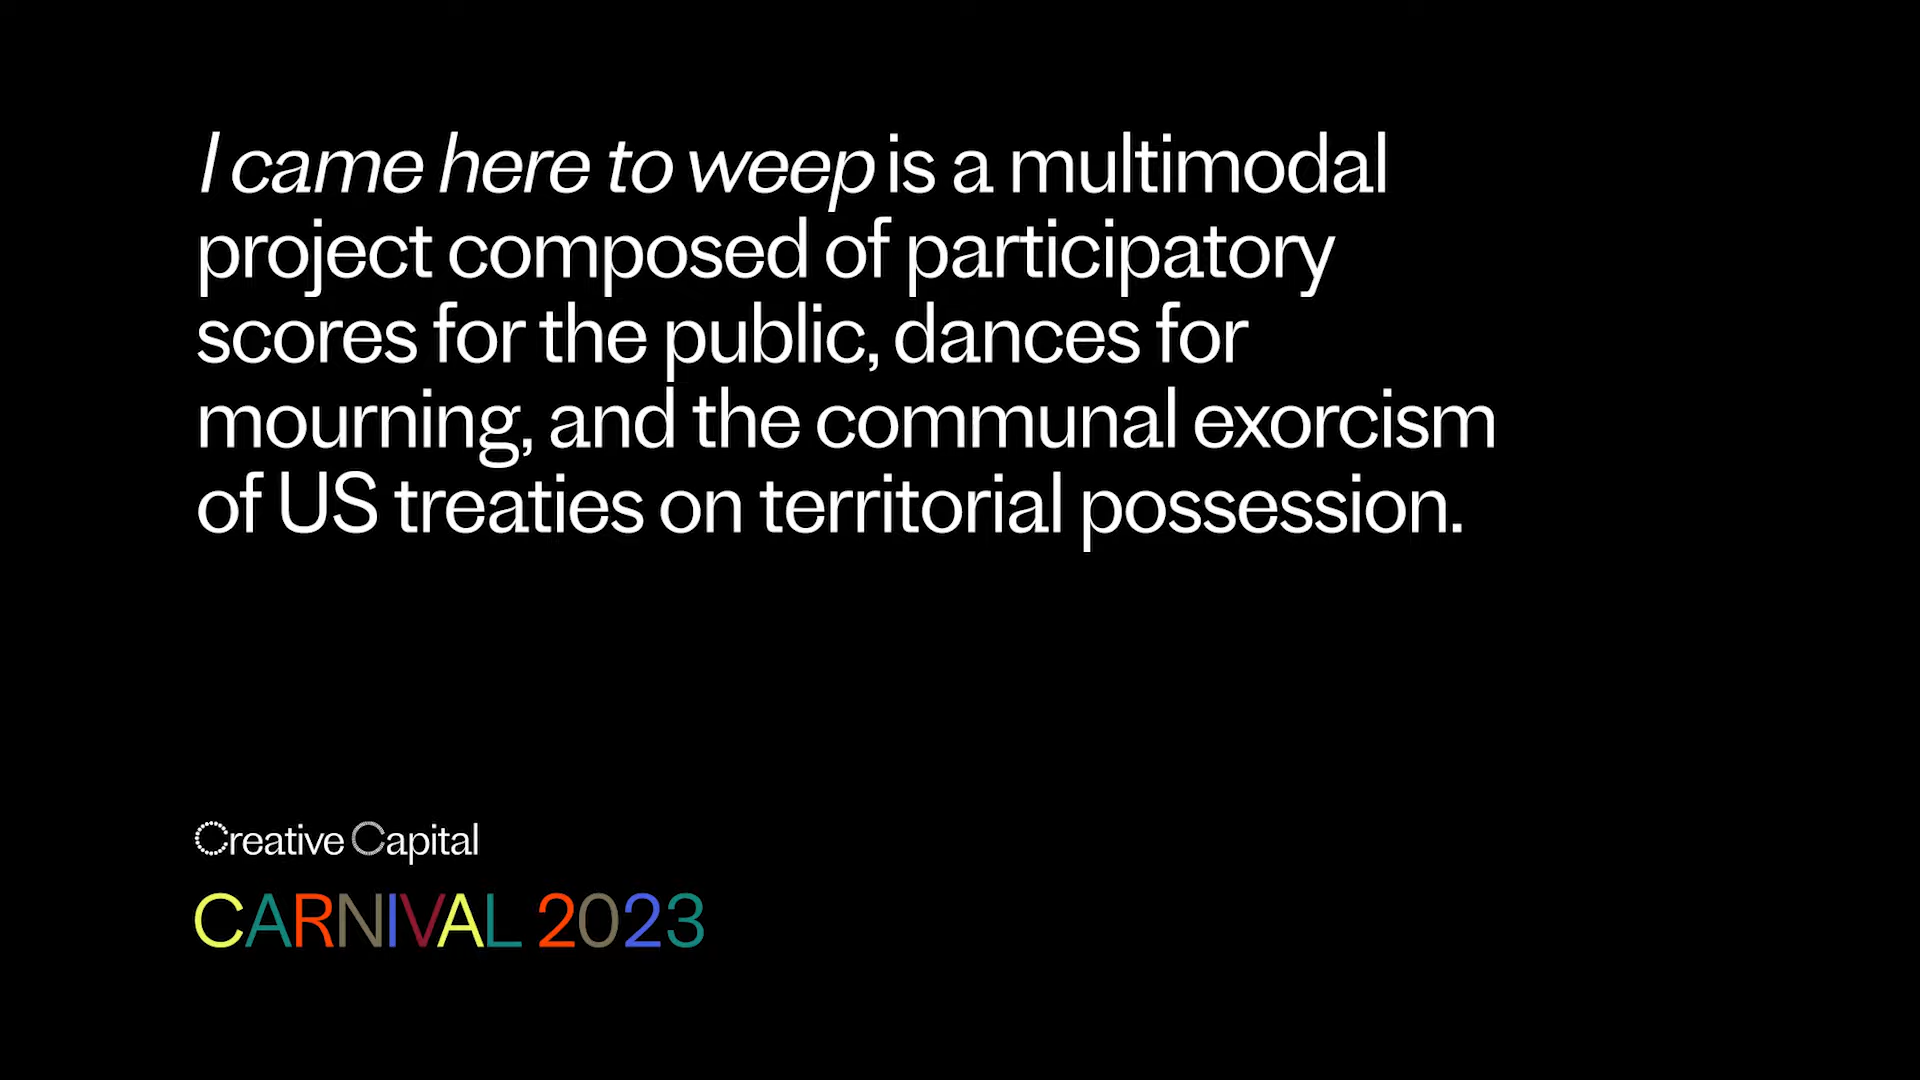 I came here to weep is a multimodal
project composed of participatory
scores for the public, dances for
mourning, and the communal exorcism
of US treaties on territorial possession.
Creative Capital
CARNIVAL 2023